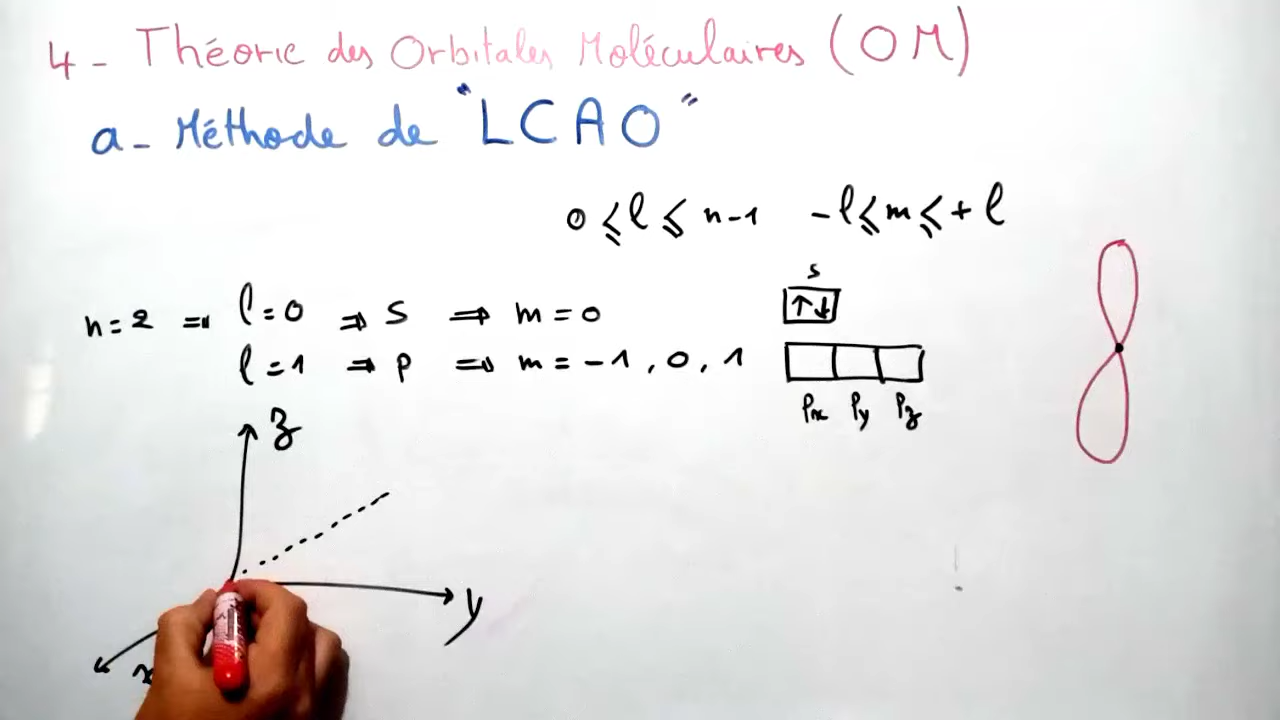 4 - Théorie des Orbitales Moléculaires (OM)
a - Méthode de "LCAO"
0 ⩽ l ⩽ n-1 -l ⩽ m ⩽ + l
s
n = 2 ⇒ l = 0 ⇒ s ⇒ m = 0 ↑↓
l = 1 ⇒ p ⇒ m = -1, 0, 1
Px Py Pz
z
y
x